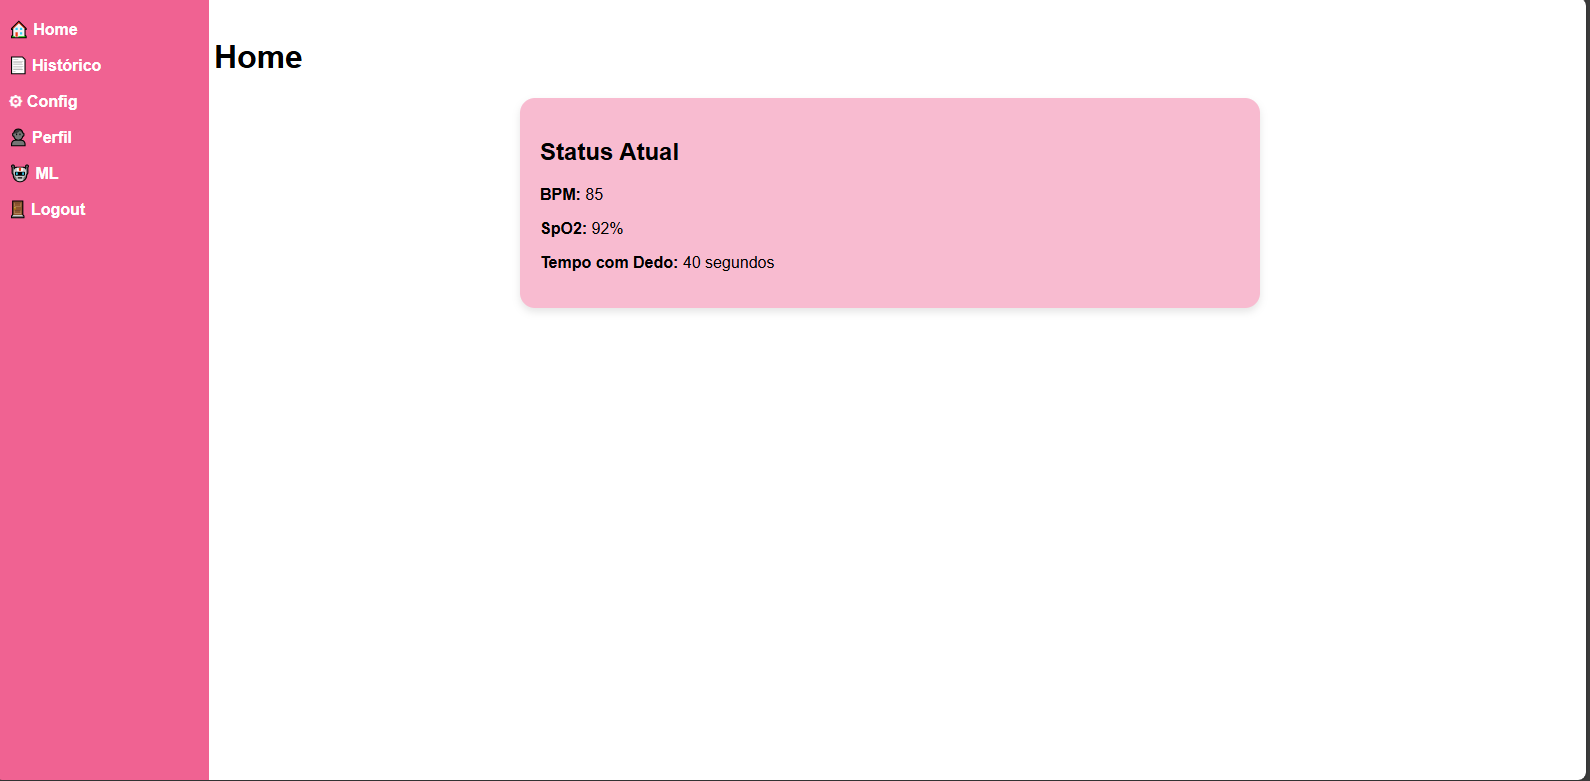 Home
Histórico
Config
Perfil
ML
Logout
Home
Status Atual
BPM: 85
SpO2: 92%
Tempo com Dedo: 40 segundos